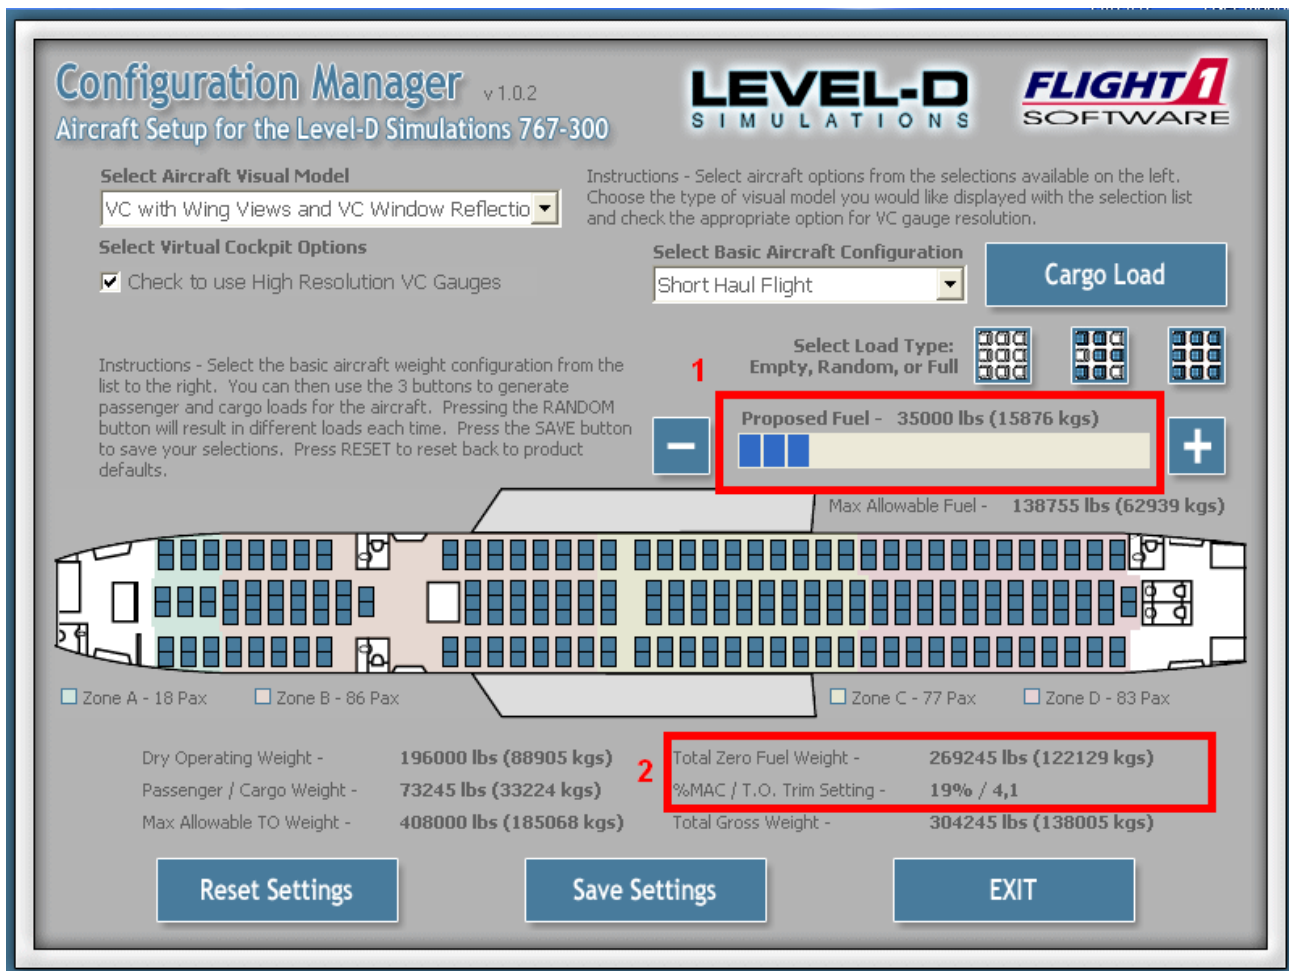 Configuration Manager v 1.0.2
Aircraft Setup for the Level-D Simulations 767-300
LEVEL-D
SIMULATIONS
FLIGHT1
SOFTWARE
Select Aircraft Visual Model
VC with Wing Views and VC Window Reflectio
Instructions - Select aircraft options from the selections available on the left.
Choose the type of visual model you would like displayed with the selection list
and check the appropriate option for VC gauge resolution.
Select Virtual Cockpit Options
Check to use High Resolution VC Gauges
Select Basic Aircraft Configuration
Short Haul Flight
Cargo Load
Instructions - Select the basic aircraft weight configuration from the
list to the right. You can then use the 3 buttons to generate
passenger and cargo loads for the aircraft. Pressing the RANDOM
button will result in different loads each time. Press the SAVE button
to save your selections. Press RESET to reset back to product
defaults.
Select Load Type:
Empty, Random, or Full
1
Proposed Fuel - 35000 lbs (15876 kgs)
Max Allowable Fuel - 138755 lbs (62939 kgs)
Zone A - 18 Pax
Zone B - 86 Pax
Zone C - 77 Pax
Zone D - 83 Pax
Dry Operating Weight - 196000 lbs (88905 kgs)
Passenger / Cargo Weight - 73245 lbs (33224 kgs)
Max Allowable TO Weight - 408000 lbs (185068 kgs)
2
Total Zero Fuel Weight - 269245 lbs (122129 kgs)
%MAC / T.O. Trim Setting - 19% / 4,1
Total Gross Weight - 304245 lbs (138005 kgs)
Reset Settings
Save Settings
EXIT